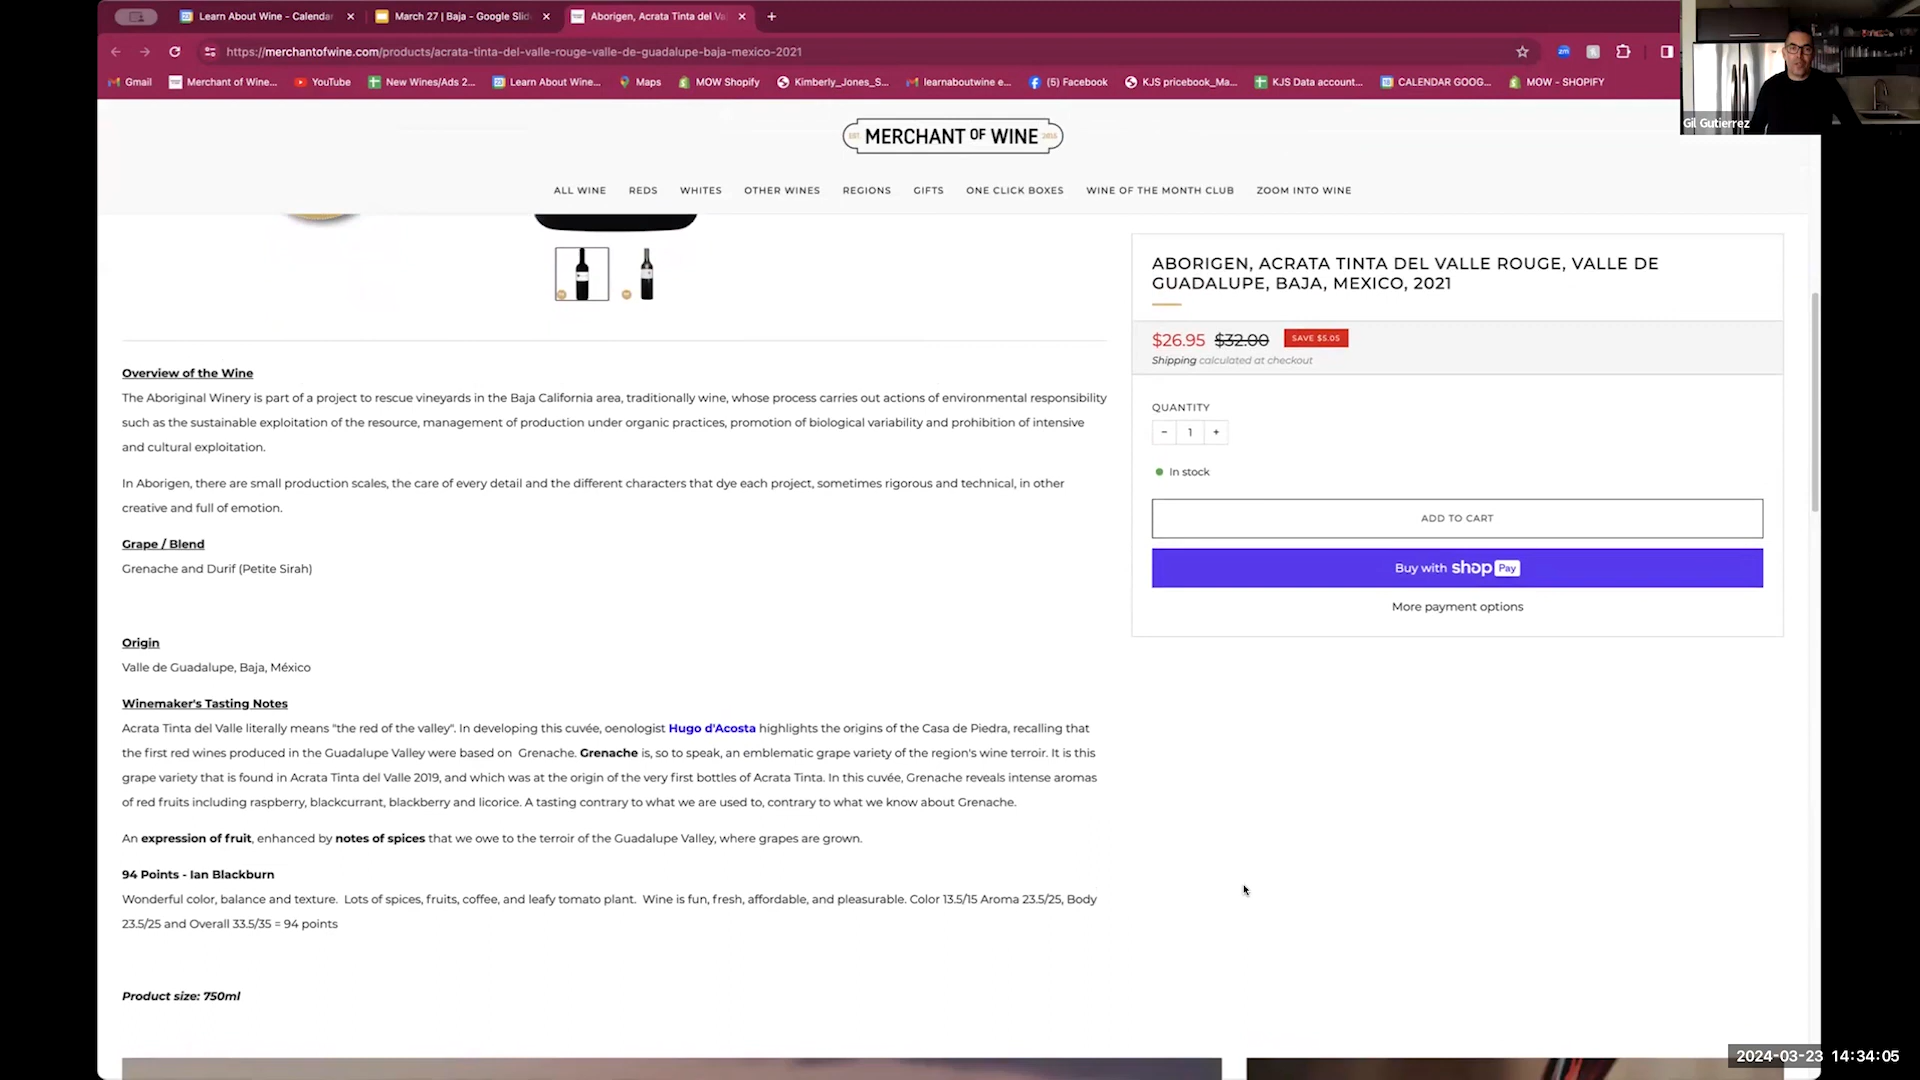 Learn About Wine - Calendar
March 27 | Baja - Google Slid
Aborigen, Acrata Tinta del Va
https://merchantofwine.com/products/acrata-tinta-del-valle-rouge-valle-de-guadalupe-baja-mexico-2021
Gmail Merchant of Wine... YouTube New Wines/Ads 2... Learn About Wine... Maps MOW Shopify Kimberly_Jones_S... learnaboutwine e... (5) Facebook KJS pricebook_Ma... KJS Data account... CALENDAR GOOG... MOW - SHOPIFY
Gil Gutierrez
EST. MERCHANT OF WINE
ALL WINE REDS WHITES OTHER WINES REGIONS GIFTS ONE CLICK BOXES WINE OF THE MONTH CLUB ZOOM INTO WINE
ABORIGEN, ACRATA TINTA DEL VALLE ROUGE, VALLE DE
GUADALUPE, BAJA, MEXICO, 2021
$26.95 $32.00 SAVE $5.05
Shipping calculated at checkout
QUANTITY
− 1 +
In stock
ADD TO CART
Buy with shop Pay
More payment options
Overview of the Wine
The Aboriginal Winery is part of a project to rescue vineyards in the Baja California area, traditionally wine, whose process carries out actions of environmental responsibility
such as the sustainable exploitation of the resource, management of production under organic practices, promotion of biological variability and prohibition of intensive
and cultural exploitation.
In Aborigen, there are small production scales, the care of every detail and the different characters that dye each project, sometimes rigorous and technical, in other
creative and full of emotion.
Grape / Blend
Grenache and Durif (Petite Sirah)
Origin
Valle de Guadalupe, Baja, México
Winemaker's Tasting Notes
Acrata Tinta del Valle literally means "the red of the valley". In developing this cuvée, oenologist Hugo d'Acosta highlights the origins of the Casa de Piedra, recalling that
the first red wines produced in the Guadalupe Valley were based on Grenache. Grenache is, so to speak, an emblematic grape variety of the region's wine terroir. It is this
grape variety that is found in Acrata Tinta del Valle 2019, and which was at the origin of the very first bottles of Acrata Tinta. In this cuvée, Grenache reveals intense aromas
of red fruits including raspberry, blackcurrant, blackberry and licorice. A tasting contrary to what we are used to, contrary to what we know about Grenache.
An expression of fruit, enhanced by notes of spices that we owe to the terroir of the Guadalupe Valley, where grapes are grown.
94 Points - Ian Blackburn
Wonderful color, balance and texture. Lots of spices, fruits, coffee, and leafy tomato plant. Wine is fun, fresh, affordable, and pleasurable. Color 13.5/15 Aroma 23.5/25, Body
23.5/25 and Overall 33.5/35 = 94 points
Product size: 750ml
2024-03-23 14:34:05